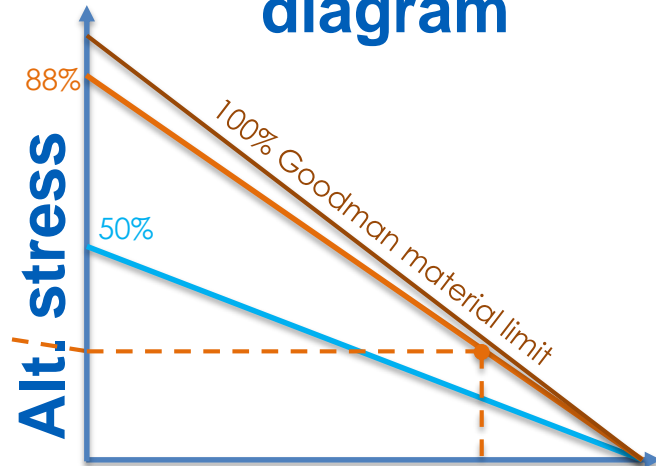 diagram
88%
100% Goodman material limit
50%
Alt. stress